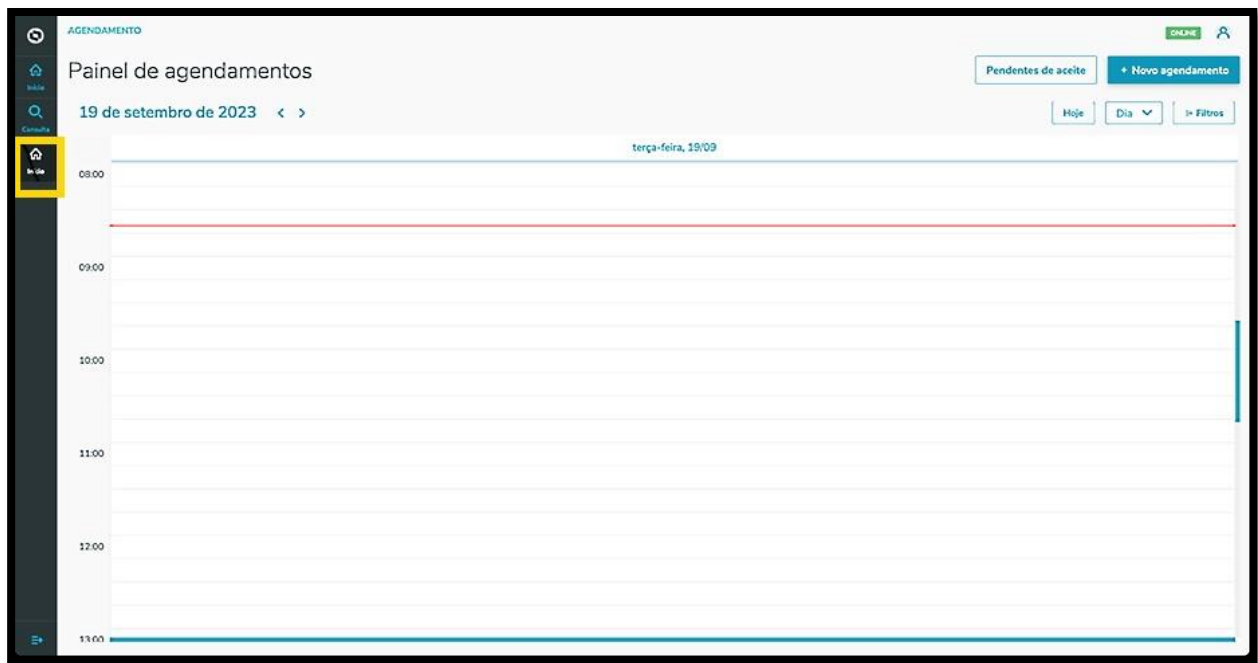 AGENDAMENTO
ONLINE
Início
Painel de agendamentos
Pendentes de aceite
+ Novo agendamento
Consulta
19 de setembro de 2023
Hoje
Dia
Filtros
Início
terça-feira, 19/09
08:00
09:00
10:00
11:00
12:00
13:00